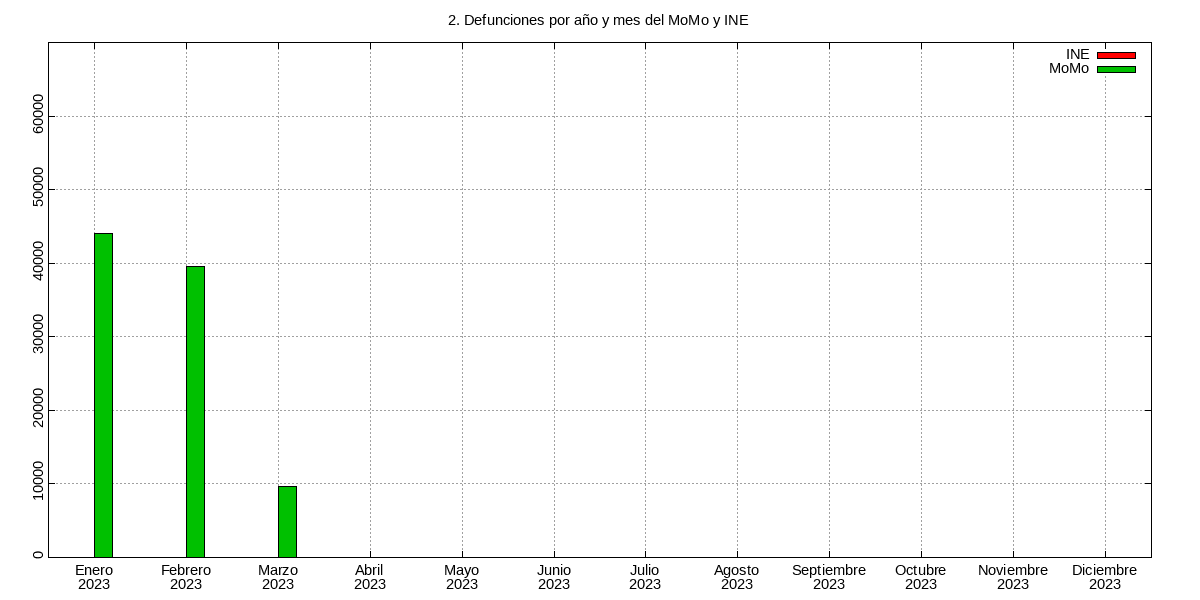 2. Defunciones por año y mes del MoMo y INE
INE
MoMo
60000
50000
40000
30000
20000
10000
0
Enero Febrero Marzo Abril Mayo Junio Julio Agosto Septiembre Octubre Noviembre Diciembre
2023 2023 2023 2023 2023 2023 2023 2023 2023 2023 2023 2023